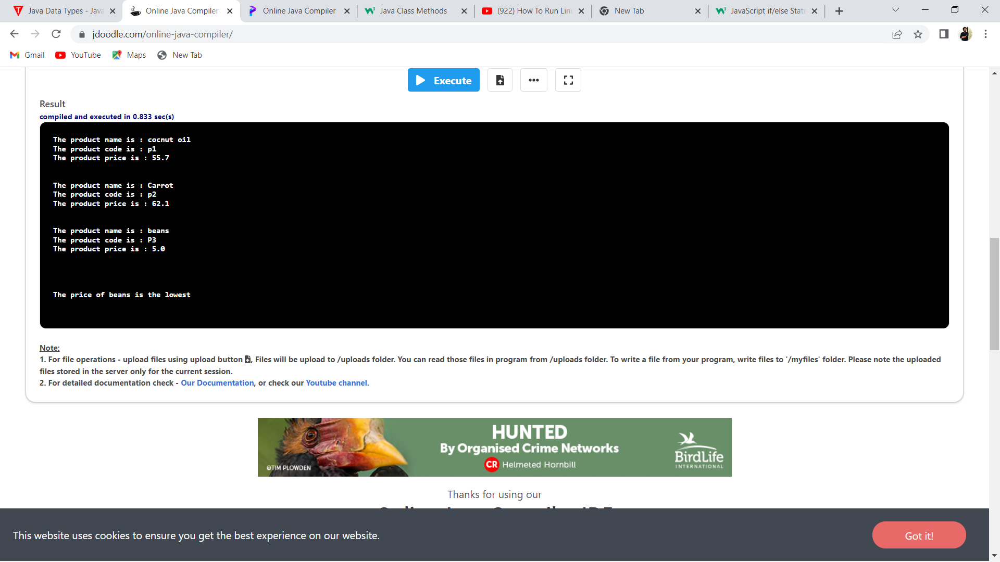 Java Data Types - Java
Online Java Compiler
Online Java Compiler
Java Class Methods
(922) How To Run Lin
New Tab
JavaScript if/else State
jdoodle.com/online-java-compiler/
Gmail
YouTube
Maps
New Tab
Execute
Result
compiled and executed in 0.833 sec(s)
The product name is : cocnut oil
The product code is : p1
The product price is : 55.7
The product name is : Carrot
The product code is : p2
The product price is : 62.1
The product name is : beans
The product code is : P3
The product price is : 5.0
The price of beans is the lowest
Note:
1. For file operations - upload files using upload button , Files will be upload to /uploads folder. You can read those files in program from /uploads folder. To write a file from your program, write files to '/myfiles' folder. Please note the uploaded
files stored in the server only for the current session.
2. For detailed documentation check - Our Documentation, or check our Youtube channel.
HUNTED
By Organised Crime Networks
CR Helmeted Hornbill
©TIM PLOWDEN
BirdLife
INTERNATIONAL
Thanks for using our
This website uses cookies to ensure you get the best experience on our website.
Got it!